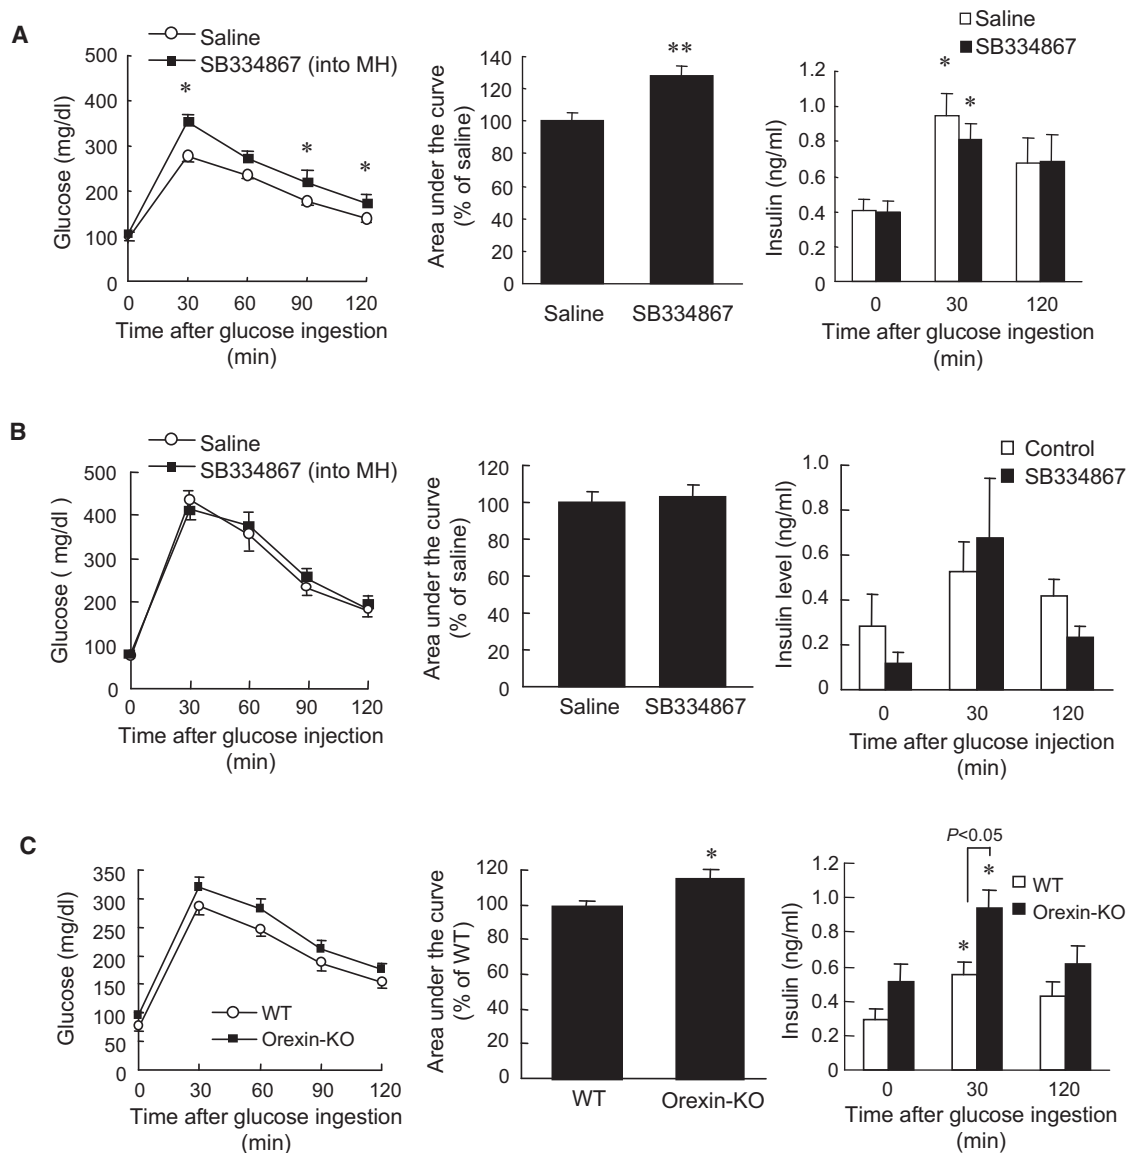 A
Saline
SB334867 (into MH)
500
400
300
200
100
0
Glucose (mg/dl)
*
*
*
0 30 60 90 120
Time after glucose ingestion
(min)
140
120
100
80
60
40
20
0
Area under the curve
(% of saline)
**
Saline SB334867
Saline
SB334867
1.2
1.0
0.8
0.6
0.4
0.2
0
Insulin (ng/ml)
*
*
0 30 120
Time after glucose ingestion
(min)
B
Saline
SB334867 (into MH)
500
400
300
200
100
0
Glucose ( mg/dl )
0 30 60 90 120
Time after glucose injection
(min)
120
100
80
60
40
20
0
Area under the curve
(% of saline)
Saline SB334867
Control
SB334867
1.0
0.8
0.6
0.4
0.2
0
Insulin level (ng/ml)
0 30 120
Time after glucose injection
(min)
C
350
300
250
200
150
100
50
0
Glucose (mg/dl)
WT
Orexin-KO
0 30 60 90 120
Time after glucose ingestion
(min)
120
100
80
60
40
20
0
Area under the curve
(% of WT)
*
WT Orexin-KO
P<0.05
WT
Orexin-KO
1.2
1.0
0.8
0.6
0.4
0.2
0
Insulin (ng/ml)
*
*
0 30 120
Time after glucose ingestion
(min)